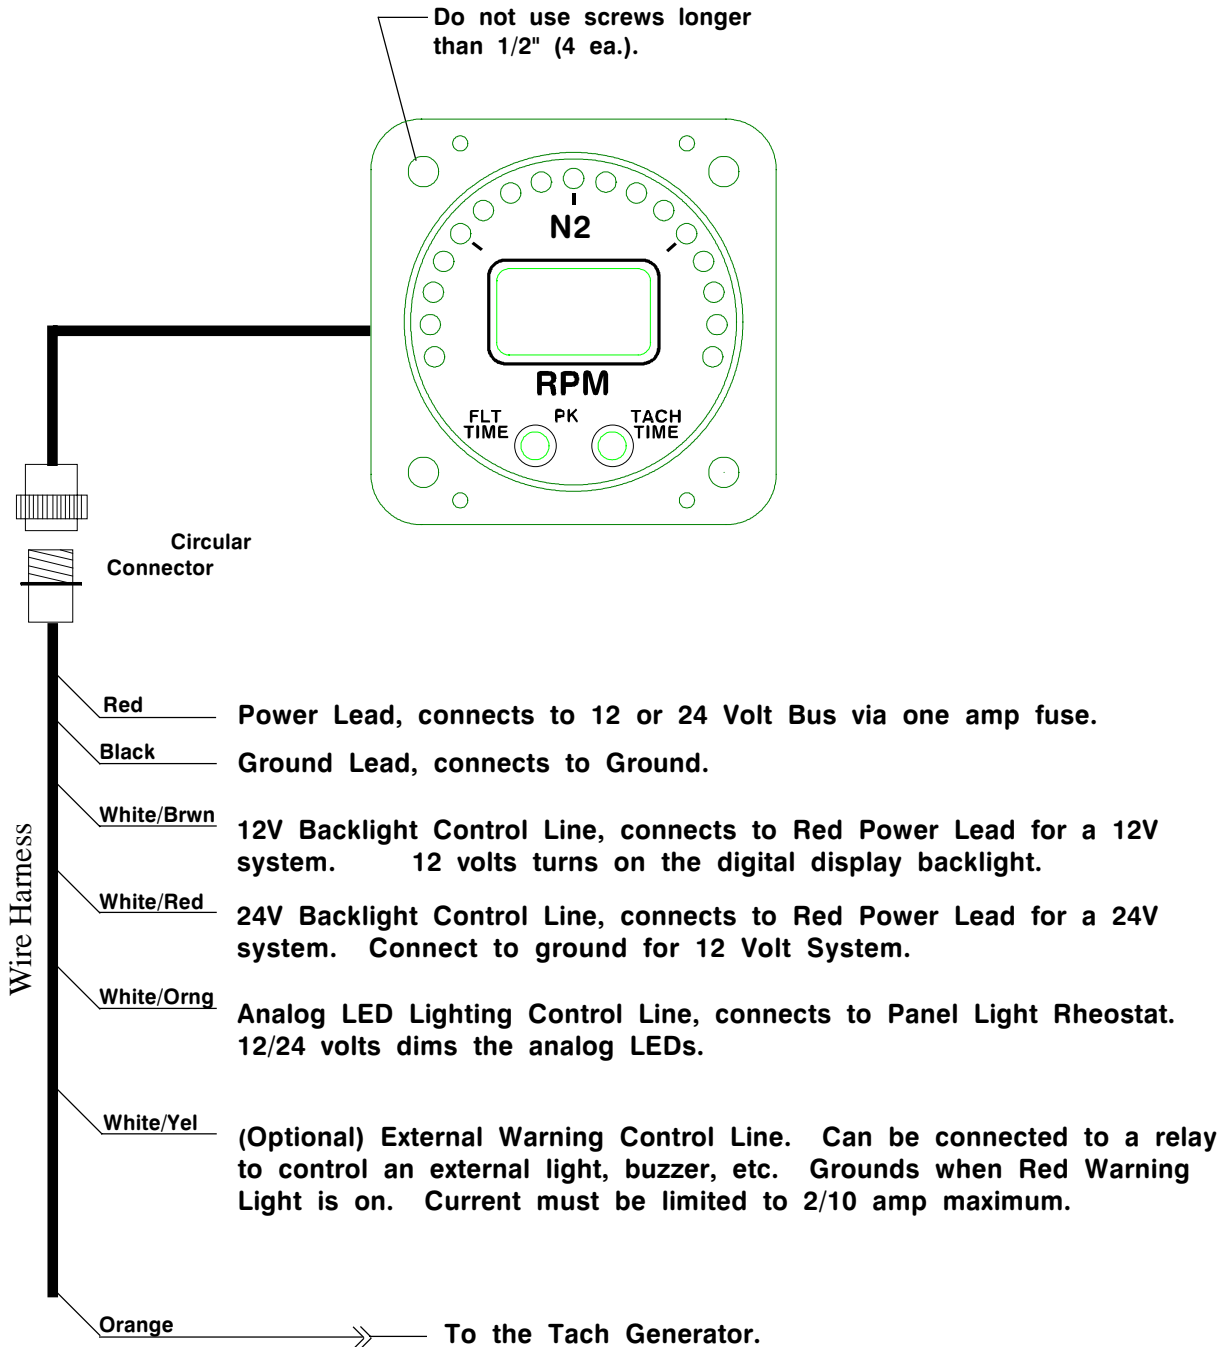 Do not use screws longer
than 1/2" (4 ea.).
N2
RPM
FLT
TIME
PK
TACH
TIME
Circular
Connector
Wire Harness
Red
Power Lead, connects to 12 or 24 Volt Bus via one amp fuse.
Black
Ground Lead, connects to Ground.
White/Brwn
12V Backlight Control Line, connects to Red Power Lead for a 12V
system. 12 volts turns on the digital display backlight.
White/Red
24V Backlight Control Line, connects to Red Power Lead for a 24V
system. Connect to ground for 12 Volt System.
White/Orng
Analog LED Lighting Control Line, connects to Panel Light Rheostat.
12/24 volts dims the analog LEDs.
White/Yel
(Optional) External Warning Control Line. Can be connected to a relay
to control an external light, buzzer, etc. Grounds when Red Warning
Light is on. Current must be limited to 2/10 amp maximum.
Orange
To the Tach Generator.